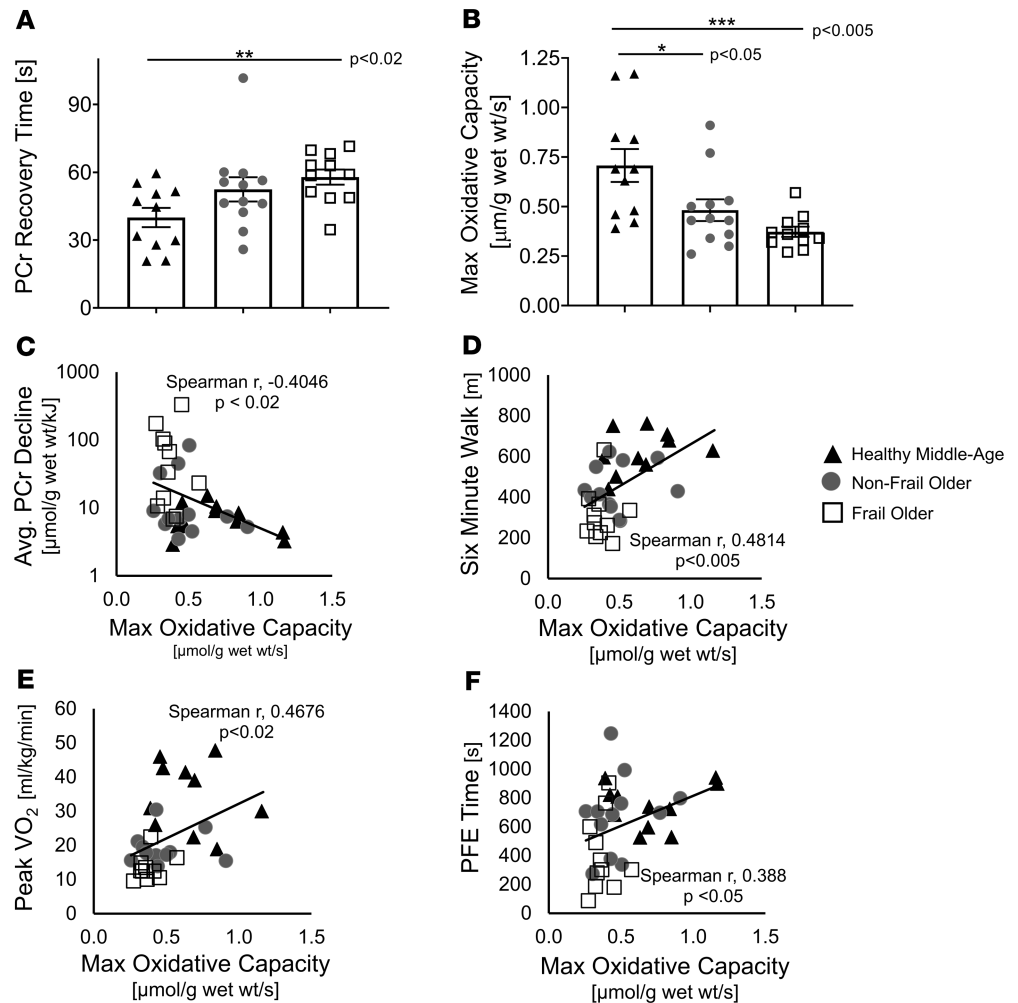 A
PCr Recovery Time [s]
90
60
30
0
**
p<0.02
B
Max Oxidative Capacity
[µm/g wet wt/s]
1.25
1.00
0.75
0.50
0.25
0.00
***
p<0.005
*
p<0.05
C
Avg. PCr Decline
[µmol/g wet wt/kJ]
1000
100
10
1
Spearman r, -0.4046
p < 0.02
0.0 0.5 1.0 1.5
Max Oxidative Capacity
[µmol/g wet wt/s]
D
Six Minute Walk [m]
1000
800
600
400
200
0
Spearman r, 0.4814
p<0.005
0.0 0.5 1.0 1.5
Max Oxidative Capacity
[µmol/g wet wt/s]
Healthy Middle-Age
Non-Frail Older
Frail Older
E
Peak VO2 [ml/kg/min]
60
50
40
30
20
10
0
Spearman r, 0.4676
p<0.02
0.0 0.5 1.0 1.5
Max Oxidative Capacity
[µmol/g wet wt/s]
F
PFE Time [s]
1400
1200
1000
800
600
400
200
0
Spearman r, 0.388
p <0.05
0.0 0.5 1.0 1.5
Max Oxidative Capacity
[µmol/g wet wt/s]